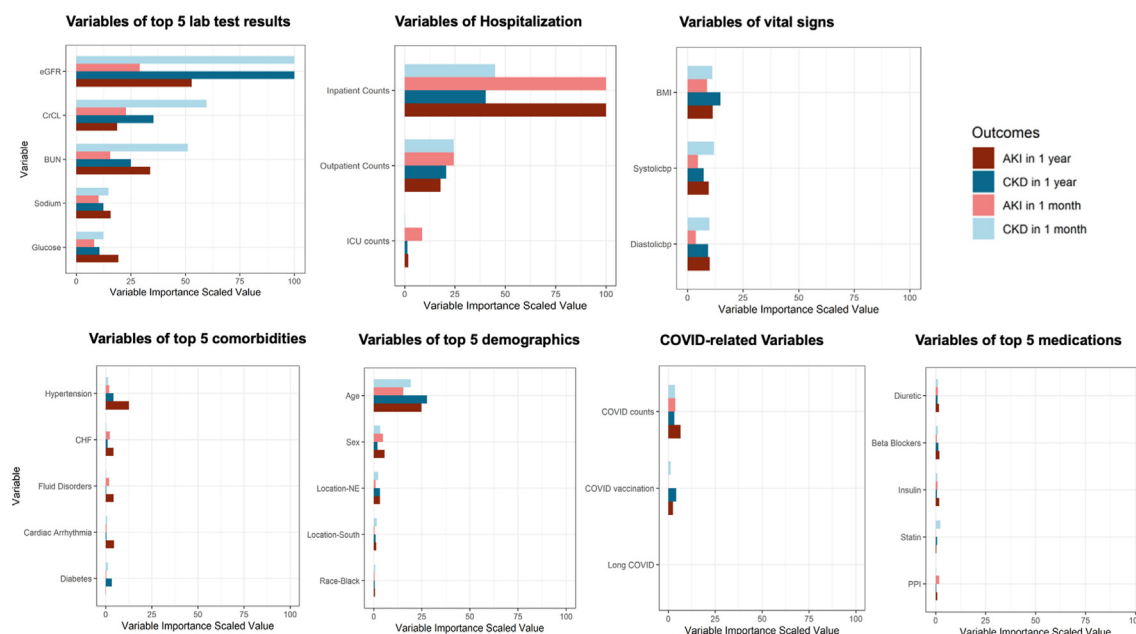 Variables of top 5 lab test results
Variable
eGFR
CrCL
BUN
Sodium
Glucose
0 25 50 75 100
Variable Importance Scaled Value
Variables of Hospitalization
Inpatient Counts
Outpatient Counts
ICU counts
0 25 50 75 100
Variable Importance Scaled Value
Variables of vital signs
BMI
Systolicbp
Diastolicbp
0 25 50 75 100
Variable Importance Scaled Value
Outcomes
AKI in 1 year
CKD in 1 year
AKI in 1 month
CKD in 1 month
Variables of top 5 comorbidities
Variable
Hypertension
CHF
Fluid Disorders
Cardiac Arrhythmia
Diabetes
0 25 50 75 100
Variable Importance Scaled Value
Variables of top 5 demographics
Age
Sex
Location-NE
Location-South
Race-Black
0 25 50 75 100
Variable Importance Scaled Value
COVID-related Variables
COVID counts
COVID vaccination
Long COVID
0 25 50 75 100
Variable Importance Scaled Value
Variables of top 5 medications
Diuretic
Beta Blockers
Insulin
Statin
PPI
0 25 50 75 100
Variable Importance Scaled Value